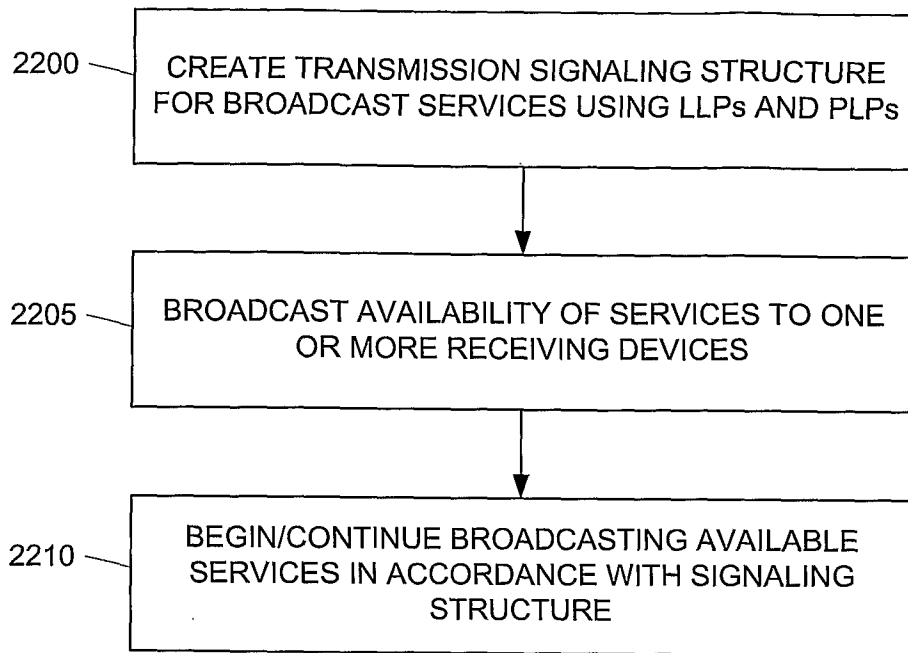 2200
CREATE TRANSMISSION SIGNALING STRUCTURE
FOR BROADCAST SERVICES USING LLPs AND PLPs
2205
BROADCAST AVAILABILITY OF SERVICES TO ONE
OR MORE RECEIVING DEVICES
2210
BEGIN/CONTINUE BROADCASTING AVAILABLE
SERVICES IN ACCORDANCE WITH SIGNALING
STRUCTURE